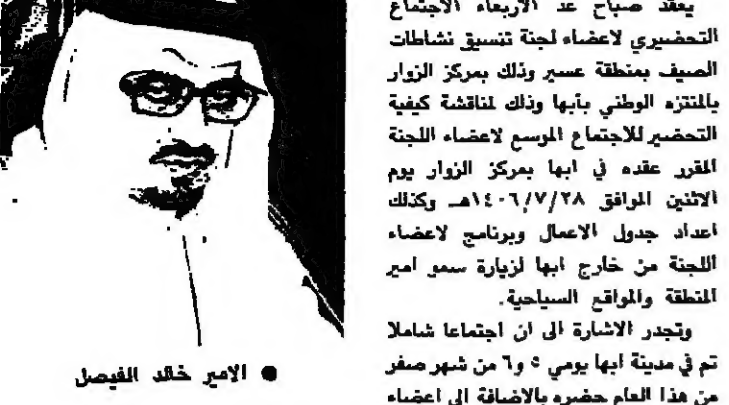 يعقد صباح غد الاربعاء الاجتماع
التحضيري لاعضاء لجنة تنسيق نشاطات
الصيف بمنطقة عسير وذلك بمركز الزوار
بالمنتزه الوطني بأبها وذلك لمناقشة كيفية
التحضير للاجتماع الموسع لاعضاء اللجنة
المقرر عقده في ابها بمركز الزوار يوم
الاثنين الموافق ١٤٠٦/٧/٢٨هـ وكذلك
اعداد جدول الاعمال وبرنامج لاعضاء
اللجنة من خارج ابها لزيارة سمو امير
المنطقة والمواقع السياحية.
وتجدر الاشارة الى ان اجتماعا شاملا
تم في مدينة ابها يومي ٥ و٦ من شهر صفر
من هذا العام حضره بالاضافة الى اعضاء
● الامير خالد الفيصل